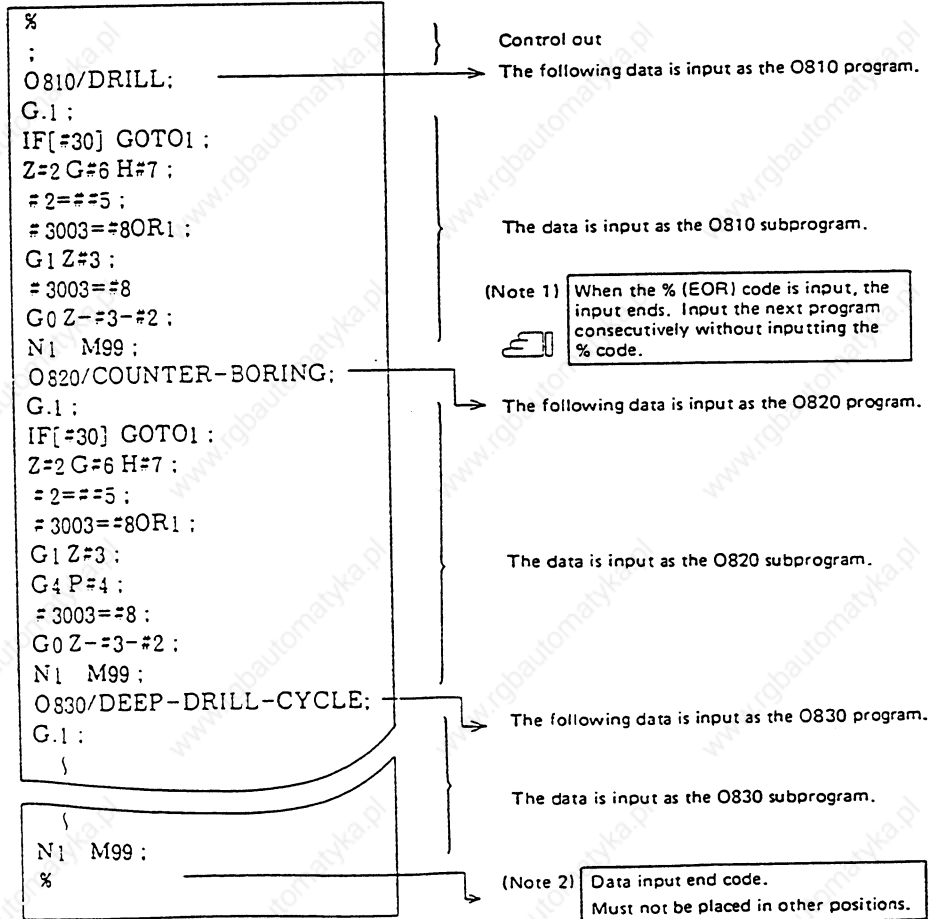 %
;
O810/DRILL;
G.1 ;
IF[#30] GOTO1 ;
Z#2 G#6 H#7 ;
#2=##5 ;
#3003=#8OR1 ;
G1 Z#3 ;
#3003=#8
G0 Z-#3-#2 ;
N1 M99 ;
O820/COUNTER-BORING;
G.1 ;
IF[#30] GOTO1 ;
Z#2 G#6 H#7 ;
#2=##5 ;
#3003=#8OR1 ;
G1 Z#3 ;
G4 P#4 ;
#3003=#8 ;
G0 Z-#3-#2 ;
N1 M99 ;
O830/DEEP-DRILL-CYCLE;
G.1 ;
N1 M99 ;
%
Control out
The following data is input as the O810 program.
The data is input as the O810 subprogram.
(Note 1) When the % (EOR) code is input, the
input ends. Input the next program
consecutively without inputting the
% code.
The following data is input as the O820 program.
The data is input as the O820 subprogram.
The following data is input as the O830 program.
The data is input as the O830 subprogram.
(Note 2) Data input end code.
Must not be placed in other positions.
www.rgbautomatyka.pl